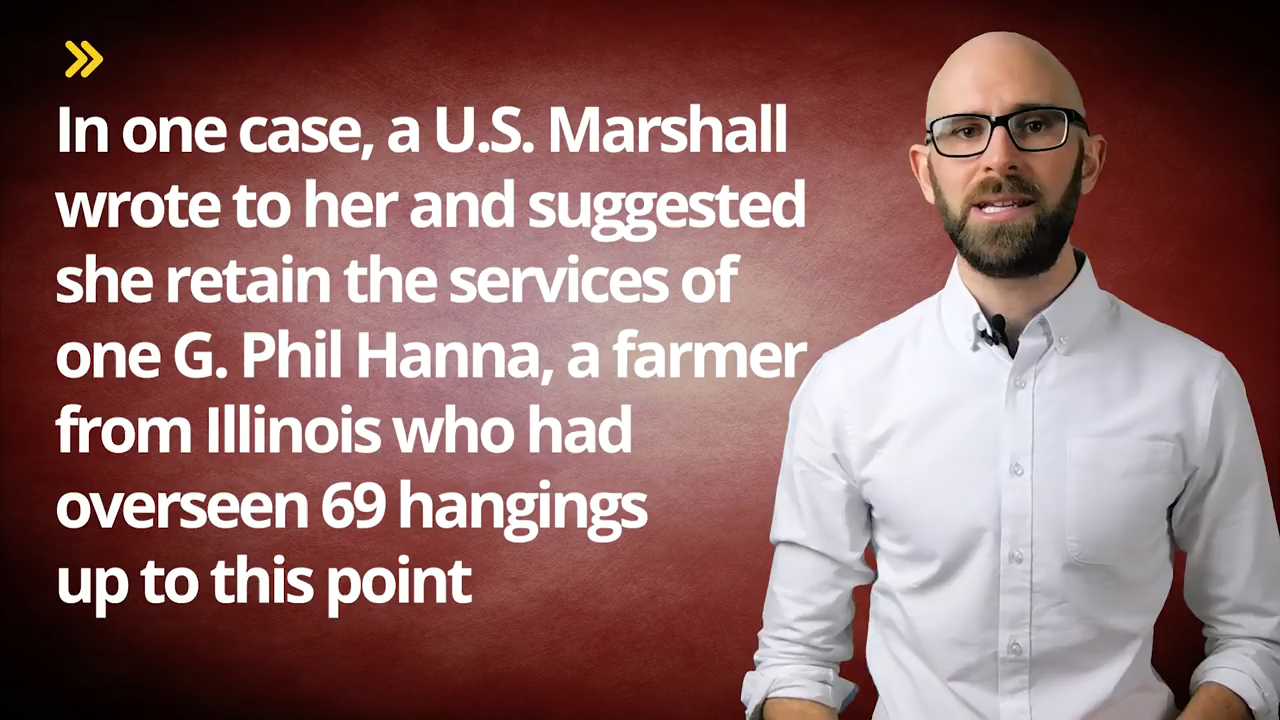 In one case, a U.S. Marshall
wrote to her and suggested
she retain the services of
one G. Phil Hanna, a farmer
from Illinois who had
overseen 69 hangings
up to this point